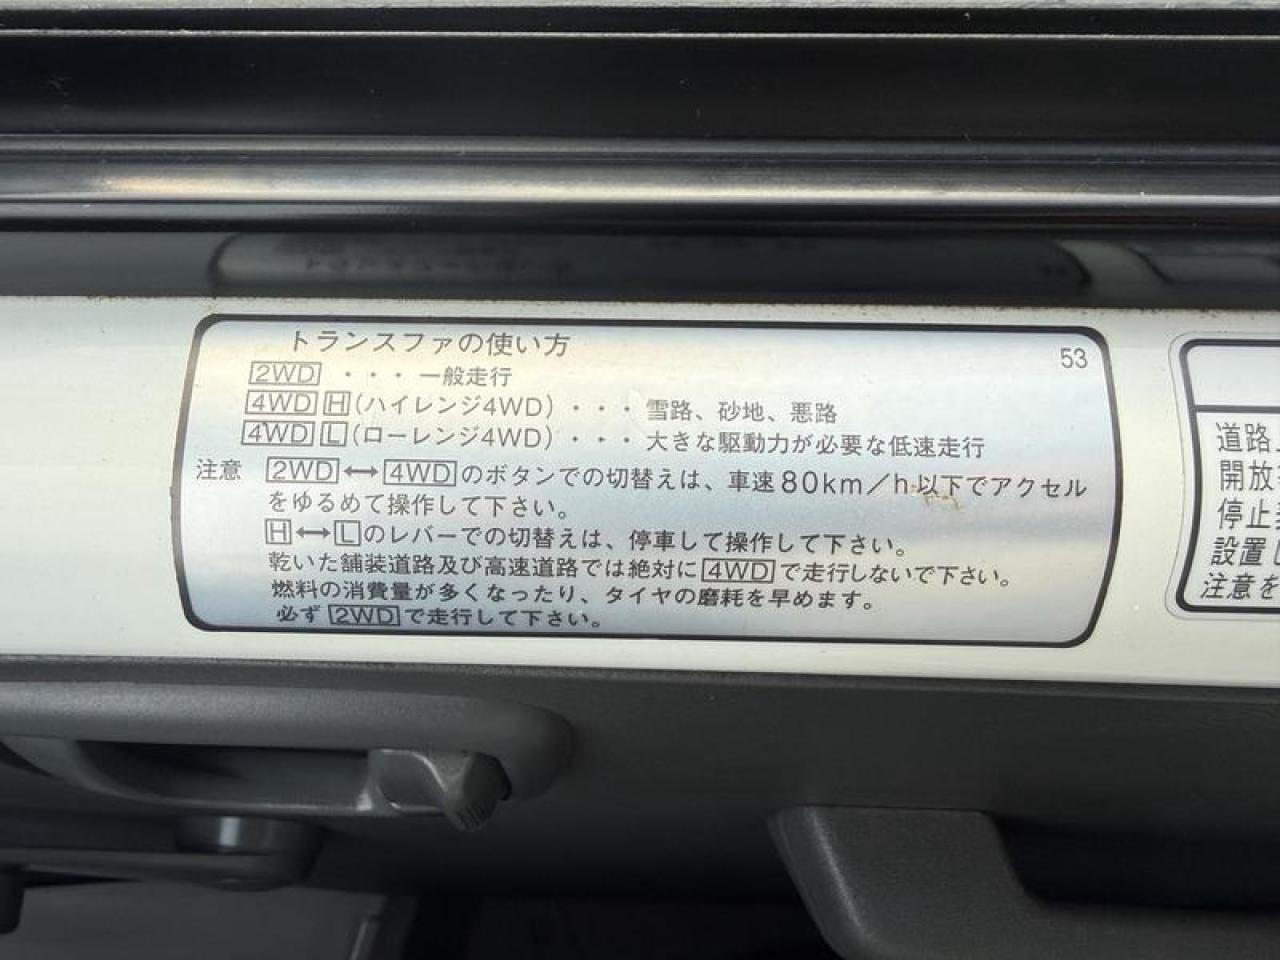 トランスファの使い方
53
2WD ・・・ 一般走行
4WD H (ハイレンジ4WD) ・・・ 雪路、砂地、悪路
4WD L (ローレンジ4WD) ・・・ 大きな駆動力が必要な低速走行
注意 2WD ↔ 4WD のボタンでの切替えは、車速80km/h以下でアクセル
をゆるめて操作して下さい。
H ↔ L のレバーでの切替えは、停車して操作して下さい。
乾いた舗装道路及び高速道路では絶対に 4WD で走行しないで下さい。
燃料の消費量が多くなったり、タイヤの磨耗を早めます。
必ず 2WD で走行して下さい。
道路
開放
停止
設置
注意を